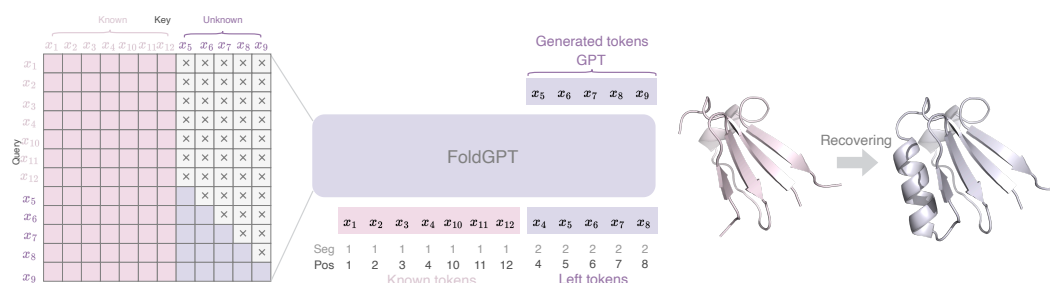 Known Key Unknown
x1 x2 x3 x4 x10 x11 x12 x5 x6 x7 x8 x9
Query
x1 × × × × ×
x2 × × × × ×
x3 × × × × ×
x4 × × × × ×
x10 × × × × ×
x11 × × × × ×
x12 × × × × ×
x5 × × × ×
x6 × × ×
x7 × ×
x8 ×
x9
Generated tokens
GPT
x5 x6 x7 x8 x9
FoldGPT
x1 x2 x3 x4 x10 x11 x12 x4 x5 x6 x7 x8
Seg 1 1 1 1 1 1 1 2 2 2 2 2
Pos 1 2 3 4 10 11 12 4 5 6 7 8
Known tokens Left tokens
Recovering